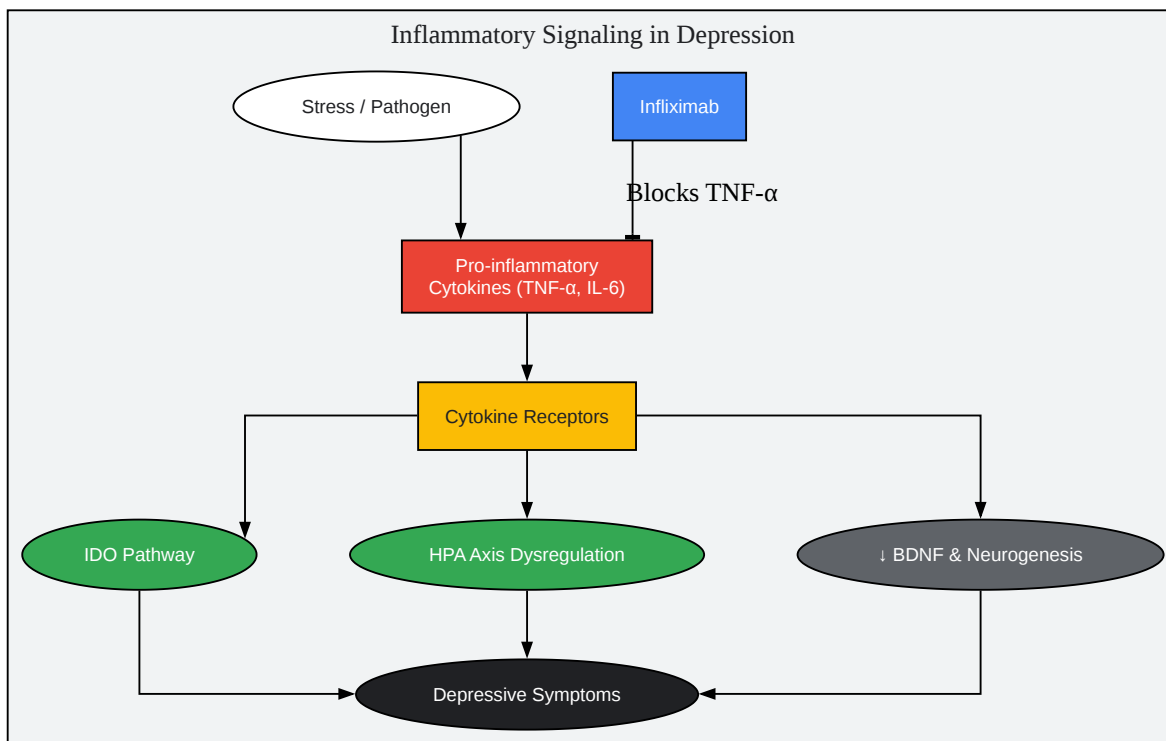 Inflammatory Signaling in Depression
Stress / Pathogen
Infliximab
Blocks TNF-α
Pro-inflammatory
Cytokines (TNF-α, IL-6)
Cytokine Receptors
IDO Pathway
HPA Axis Dysregulation
↓ BDNF & Neurogenesis
Depressive Symptoms